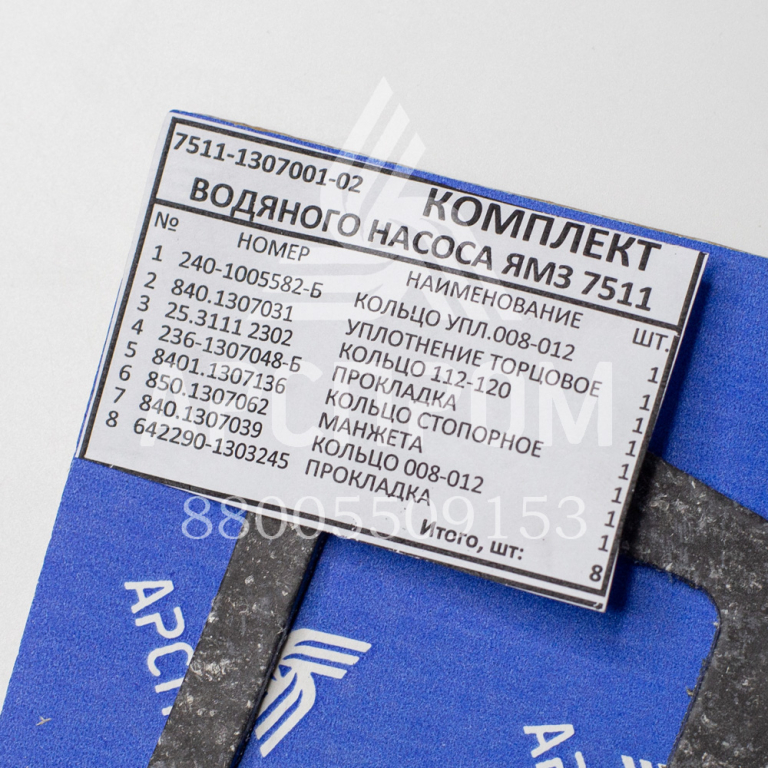 7511-1307001-02 КОМПЛЕКТ
ВОДЯНОГО НАСОСА ЯМЗ 7511
№ НОМЕР НАИМЕНОВАНИЕ ШТ.
1 240-1005582-Б КОЛЬЦО УПЛ.008-012 1
2 840.1307031 УПЛОТНЕНИЕ ТОРЦОВОЕ 1
3 25.3111 2302 КОЛЬЦО 112-120 1
4 236-1307048-Б ПРОКЛАДКА 1
5 8401.1307136 КОЛЬЦО СТОПОРНОЕ 1
6 850.1307062 МАНЖЕТА 1
7 840.1307039 КОЛЬЦО 008-012 1
8 642290-1303245 ПРОКЛАДКА 1
Итого, шт: 8
АРСПРОМ
88005509153